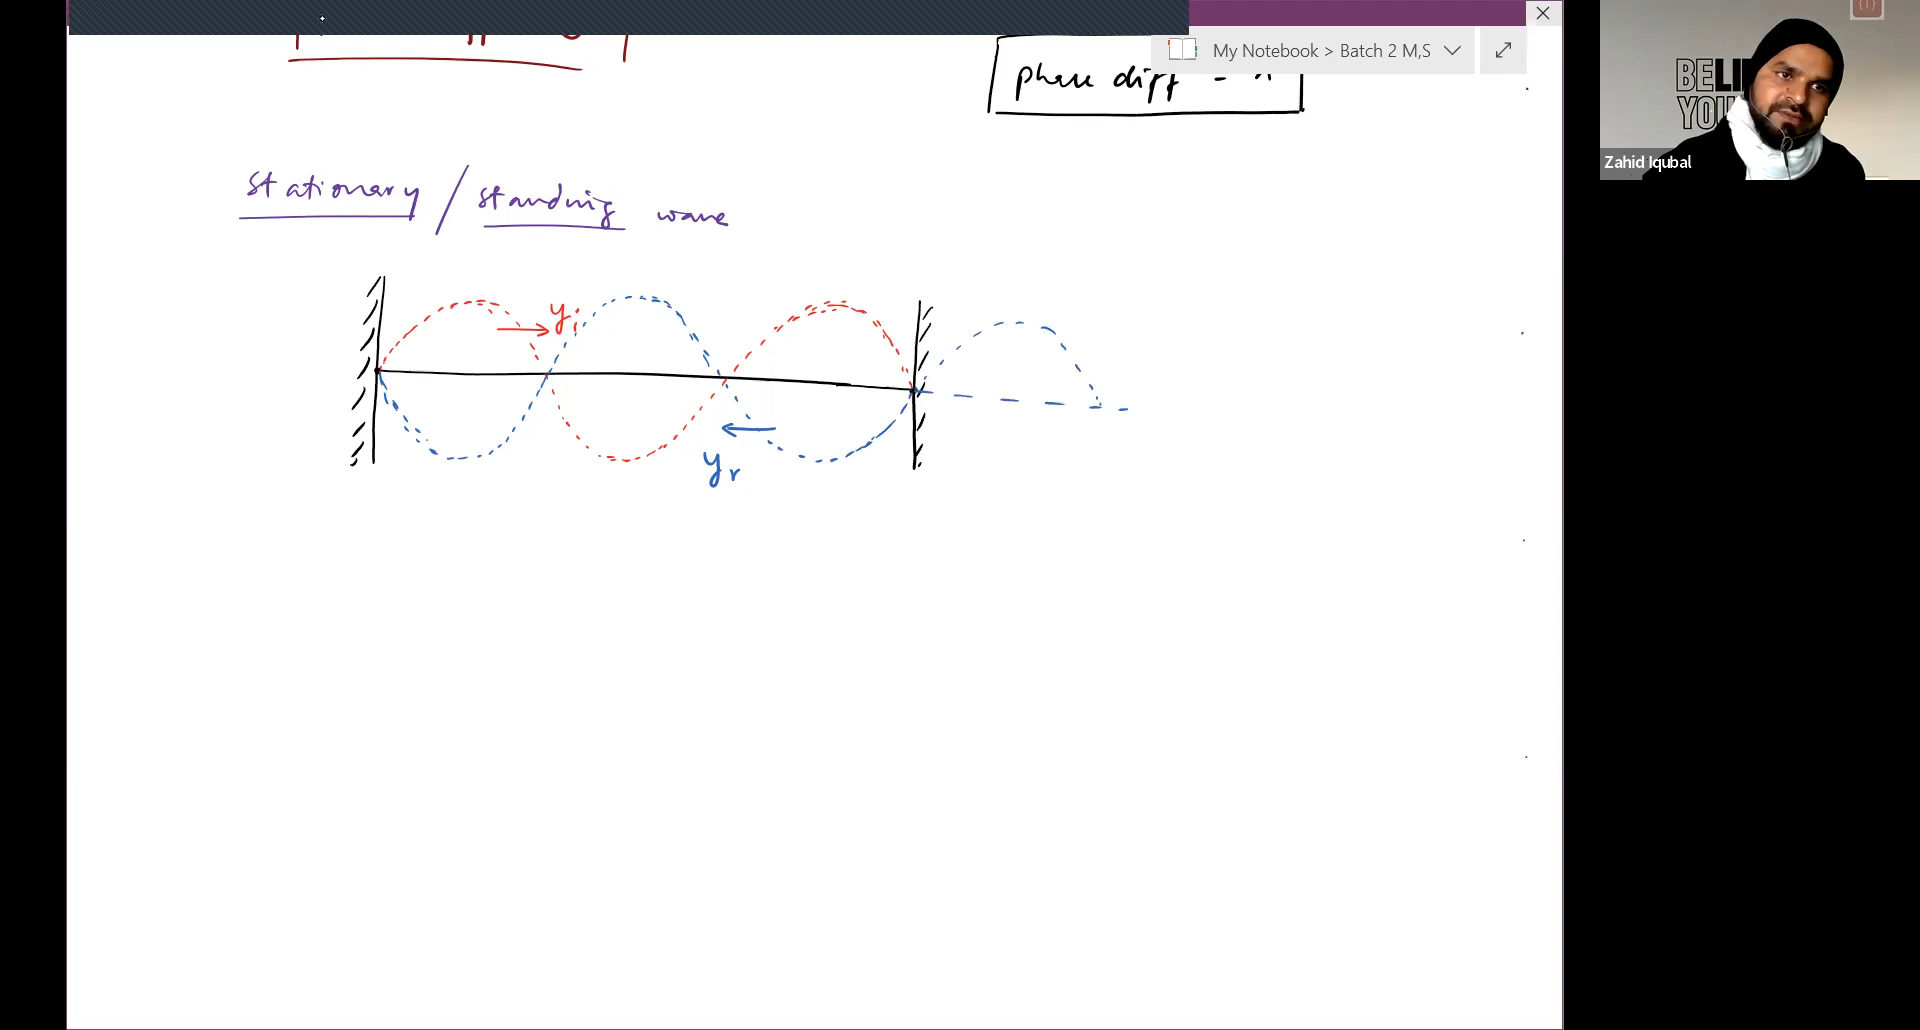 My Notebook > Batch 2 M,S
phase diff =
BELI
YOU
Zahid Iqubal
stationary / standing wave
yi
yr